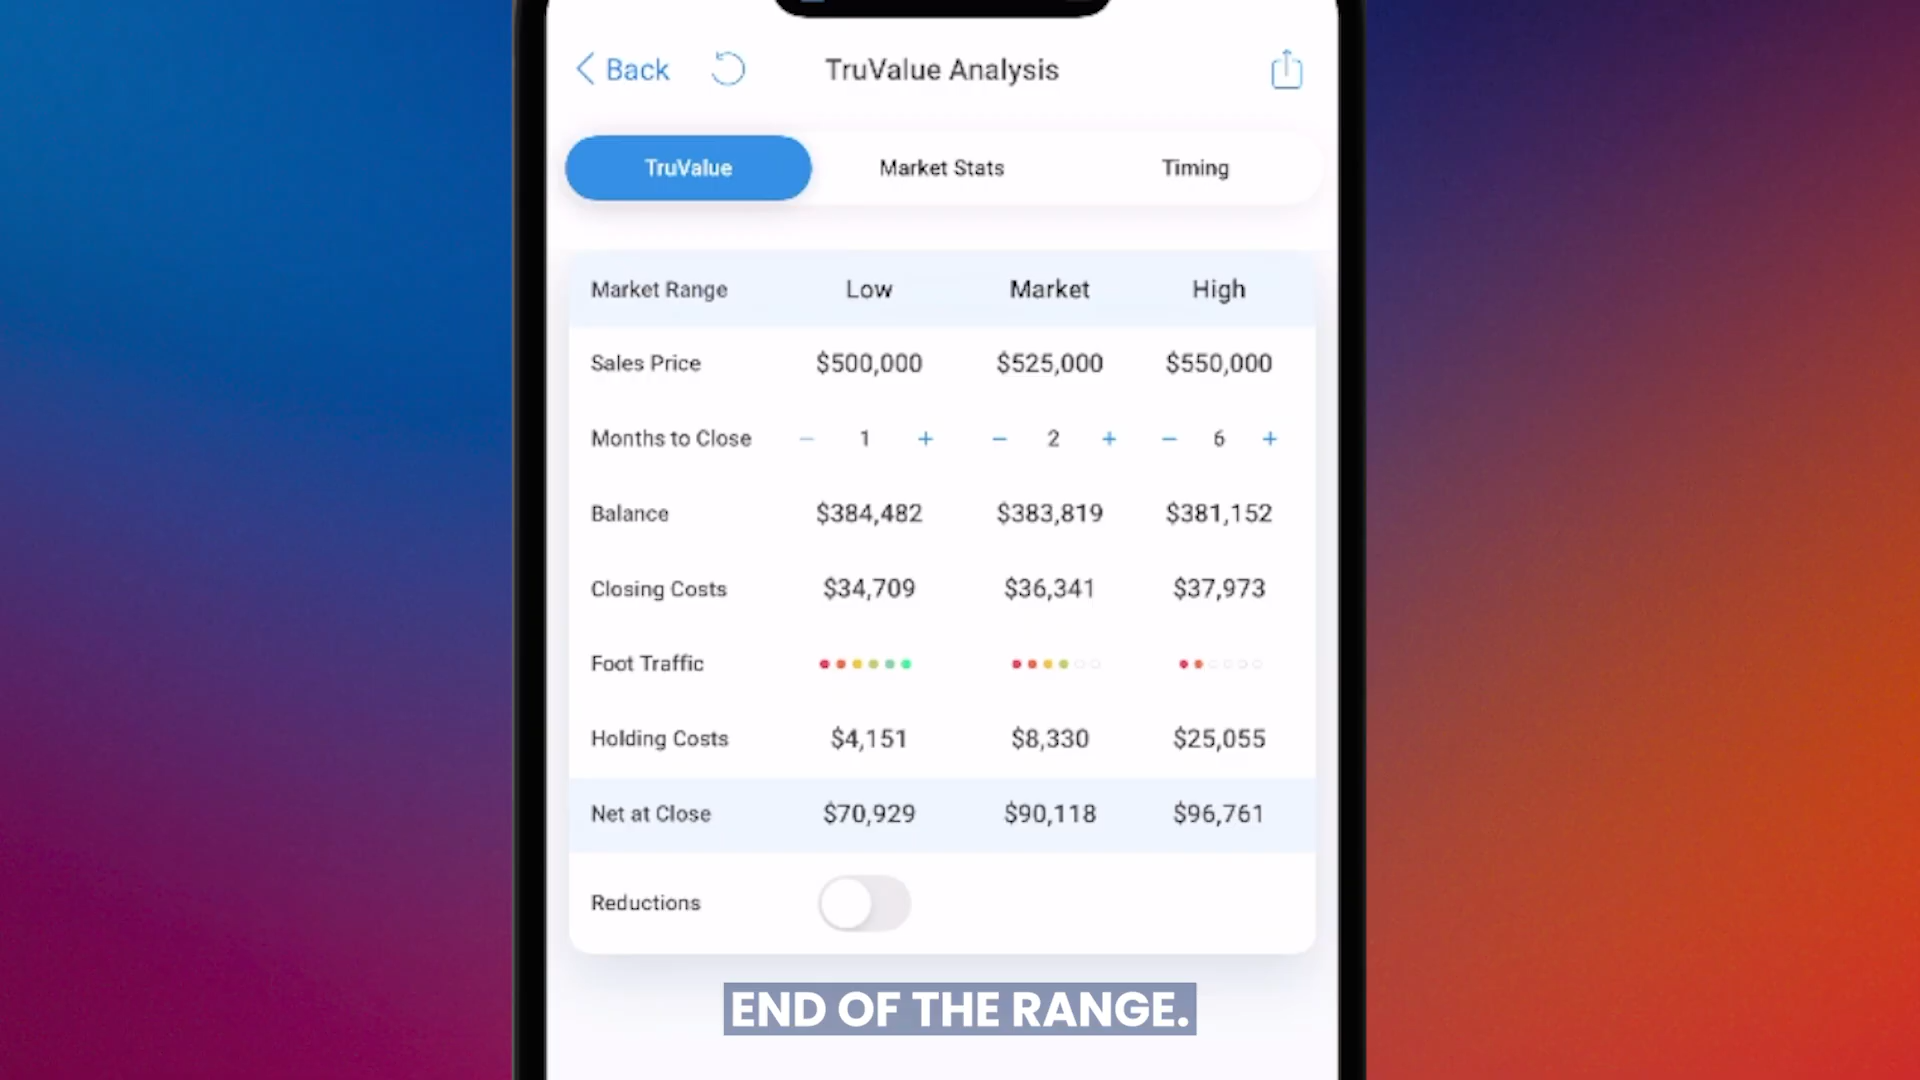 Back
TruValue Analysis
TruValue Market Stats Timing
Market Range Low Market High
Sales Price $500,000 $525,000 $550,000
Months to Close − 1 + − 2 + − 6 +
Balance $384,482 $383,819 $381,152
Closing Costs $34,709 $36,341 $37,973
Foot Traffic
Holding Costs $4,151 $8,330 $25,055
Net at Close $70,929 $90,118 $96,761
Reductions
END OF THE RANGE.